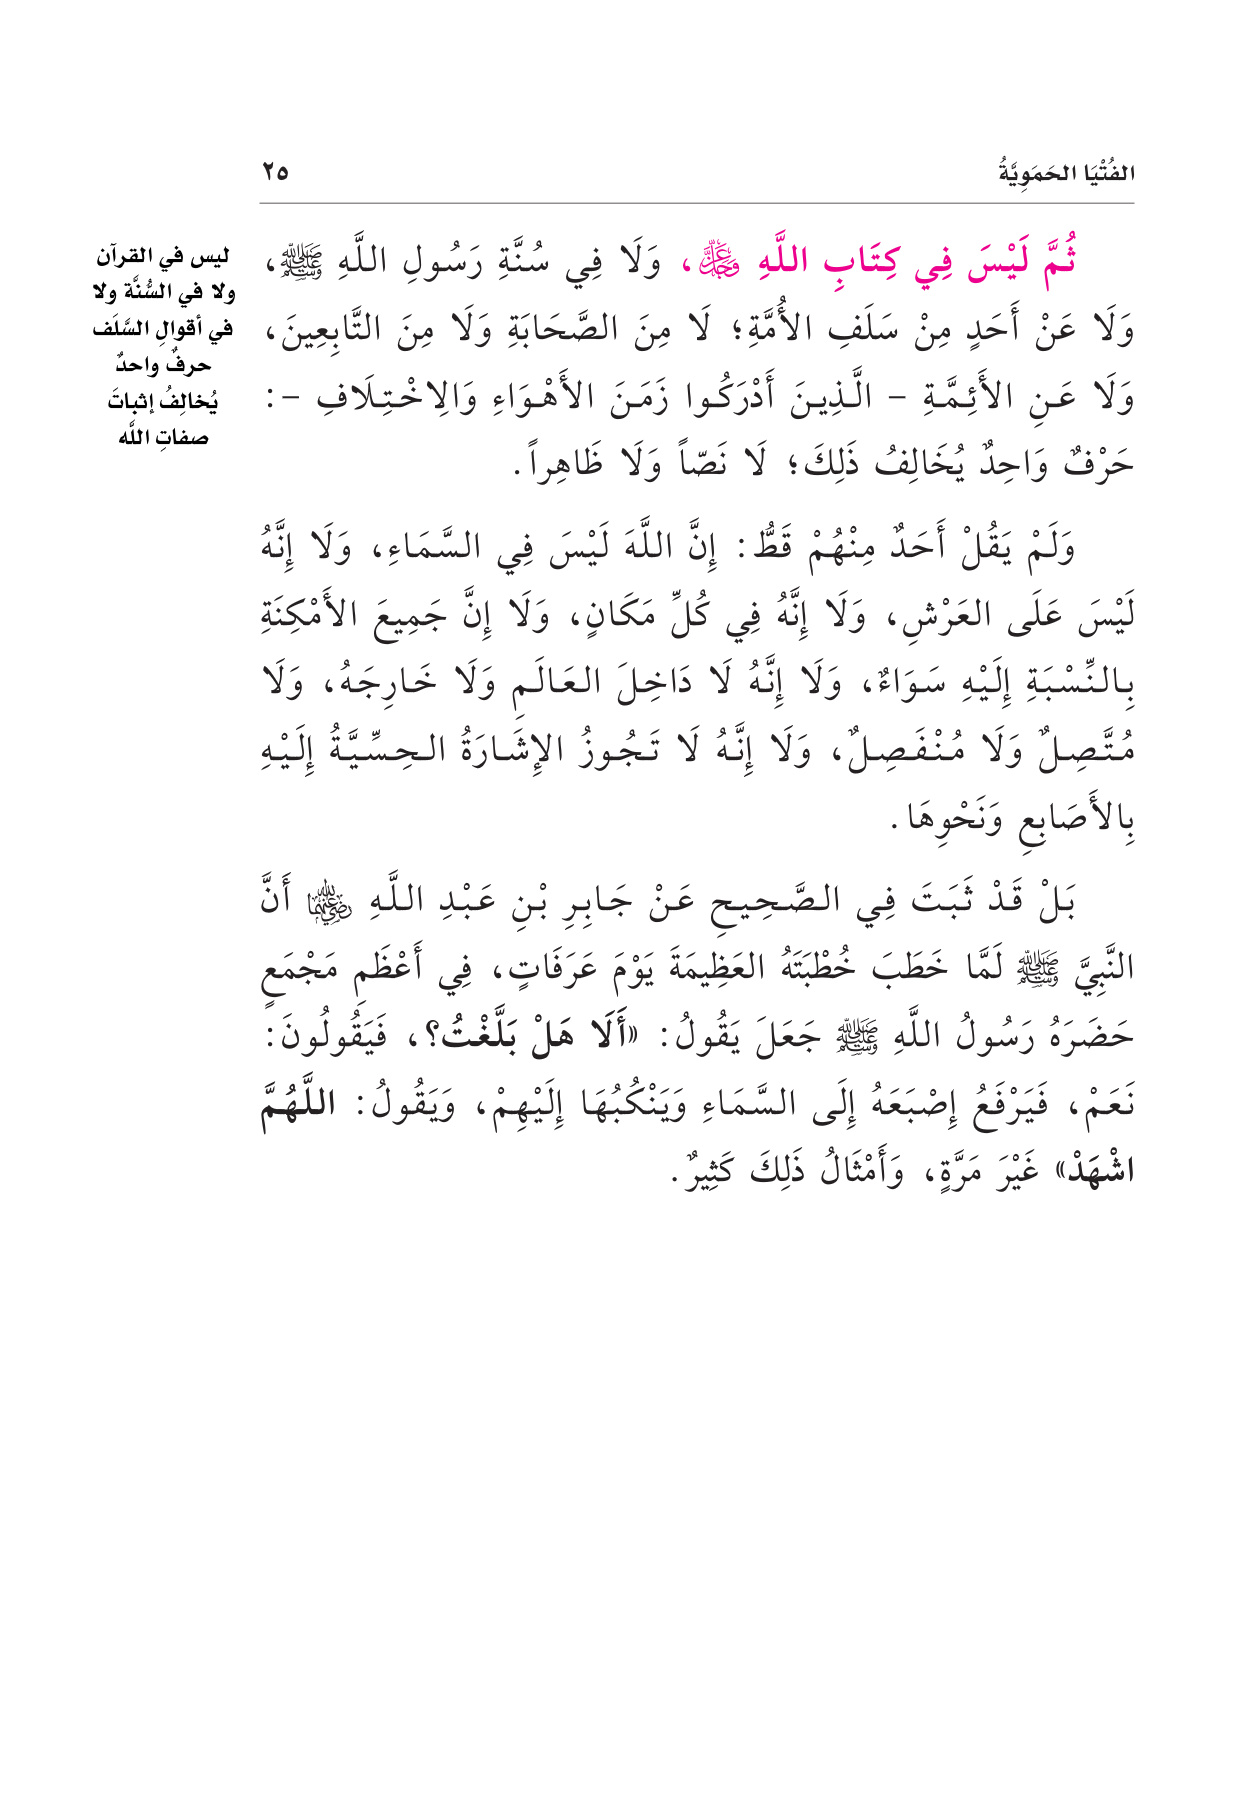 الفُتْيَا الحَمَوِيَّةُ ٢٥
ثُمَّ لَيْسَ فِي كِتَابِ اللَّهِ عَزَّ وَجَلَّ، وَلَا فِي سُنَّةِ رَسُولِ اللَّهِ ﷺ،
وَلَا عَنْ أَحَدٍ مِنْ سَلَفِ الأُمَّةِ؛ لَا مِنَ الصَّحَابَةِ وَلَا مِنَ التَّابِعِينَ،
وَلَا عَنِ الأَئِمَّةِ - الَّذِينَ أَدْرَكُوا زَمَنَ الأَهْوَاءِ وَالِاخْتِلَافِ -:
حَرْفٌ وَاحِدٌ يُخَالِفُ ذَلِكَ؛ لَا نَصّاً وَلَا ظَاهِراً.
ليس في القرآن
ولا في السُّنَّة ولا
في أقوالِ السَّلَف
حرفٌ واحدٌ
يُخالِفُ إثباتَ
صفاتِ اللَّه
وَلَمْ يَقُلْ أَحَدٌ مِنْهُمْ قَطُّ: إِنَّ اللَّهَ لَيْسَ فِي السَّمَاءِ، وَلَا إِنَّهُ
لَيْسَ عَلَى العَرْشِ، وَلَا إِنَّهُ فِي كُلِّ مَكَانٍ، وَلَا إِنَّ جَمِيعَ الأَمْكِنَةِ
بِالنِّسْبَةِ إِلَيْهِ سَوَاءٌ، وَلَا إِنَّهُ لَا دَاخِلَ العَالَمِ وَلَا خَارِجَهُ، وَلَا
مُتَّصِلٌ وَلَا مُنْفَصِلٌ، وَلَا إِنَّهُ لَا تَجُوزُ الإِشَارَةُ الحِسِّيَّةُ إِلَيْهِ
بِالأَصَابِعِ وَنَحْوِهَا.
بَلْ قَدْ ثَبَتَ فِي الصَّحِيحِ عَنْ جَابِرِ بْنِ عَبْدِ اللَّهِ رضي الله عنهما أَنَّ
النَّبِيَّ ﷺ لَمَّا خَطَبَ خُطْبَتَهُ العَظِيمَةَ يَوْمَ عَرَفَاتٍ، فِي أَعْظَمِ مَجْمَعٍ
حَضَرَهُ رَسُولُ اللَّهِ ﷺ جَعَلَ يَقُولُ: «أَلَا هَلْ بَلَّغْتُ؟، فَيَقُولُونَ:
نَعَمْ، فَيَرْفَعُ إِصْبَعَهُ إِلَى السَّمَاءِ وَيَنْكُبُهَا إِلَيْهِمْ، وَيَقُولُ: اللَّهُمَّ
اشْهَدْ» غَيْرَ مَرَّةٍ، وَأَمْثَالُ ذَلِكَ كَثِيرٌ.